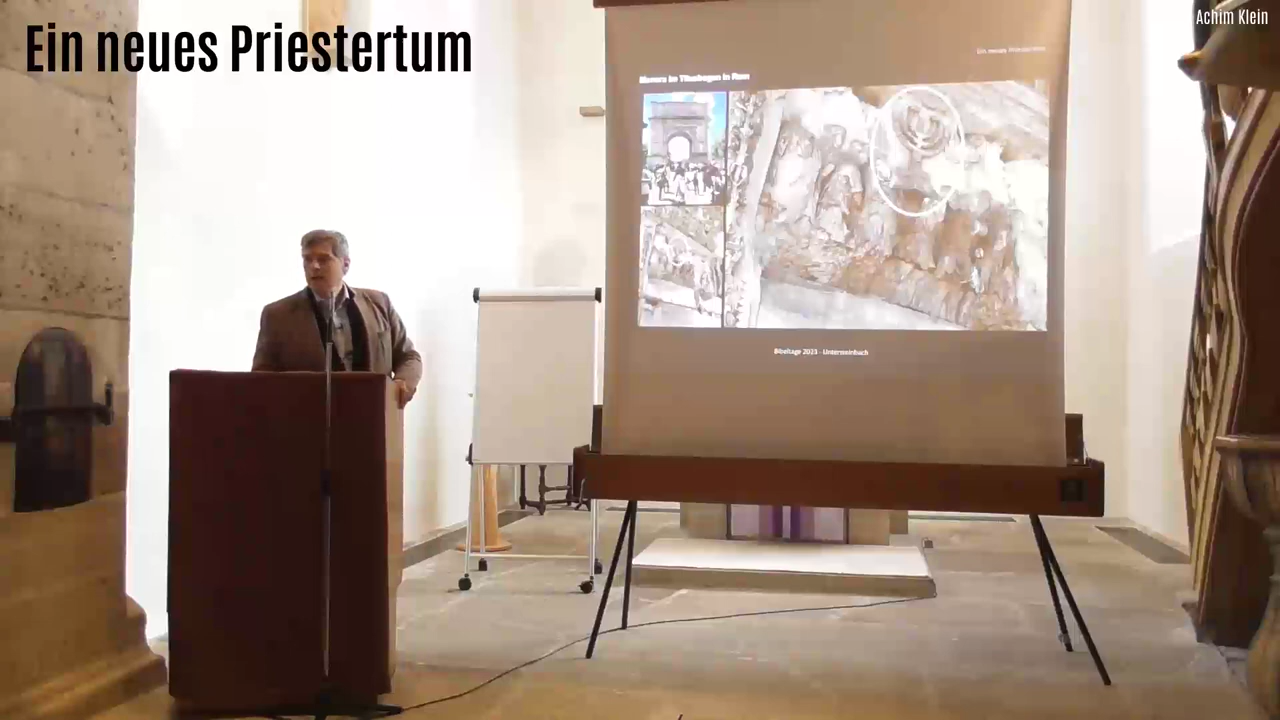 Ein neues Priestertum
Achim Klein
Ein neues Priestertum
Menora im Titusbogen in Rom
Bibeltage 2023 - Untersteinbach